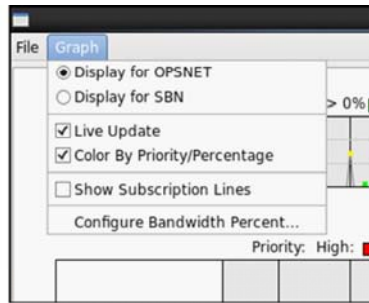 File Graph
Display for OPSNET
Display for SBN
> 0%
Live Update
Color By Priority/Percentage
Show Subscription Lines
Configure Bandwidth Percent...
Priority: High: